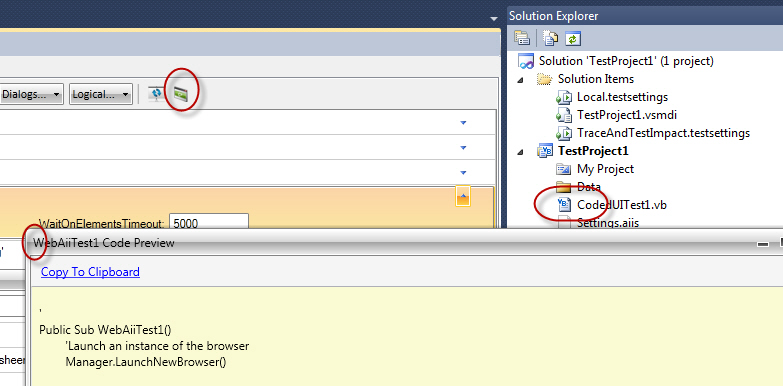 Solution Explorer
Solution 'TestProject1' (1 project)
Solution Items
Local.testsettings
TestProject1.vsmdi
TraceAndTestImpact.testsettings
TestProject1
My Project
Data
CodedUITest1.vb
Settings.aiis
Dialogs...
Logical...
WaitOnElementsTimeout: 5000
WebAiiTest1 Code Preview
Copy To Clipboard
'
Public Sub WebAiiTest1()
'Launch an instance of the browser
Manager.LaunchNewBrowser()